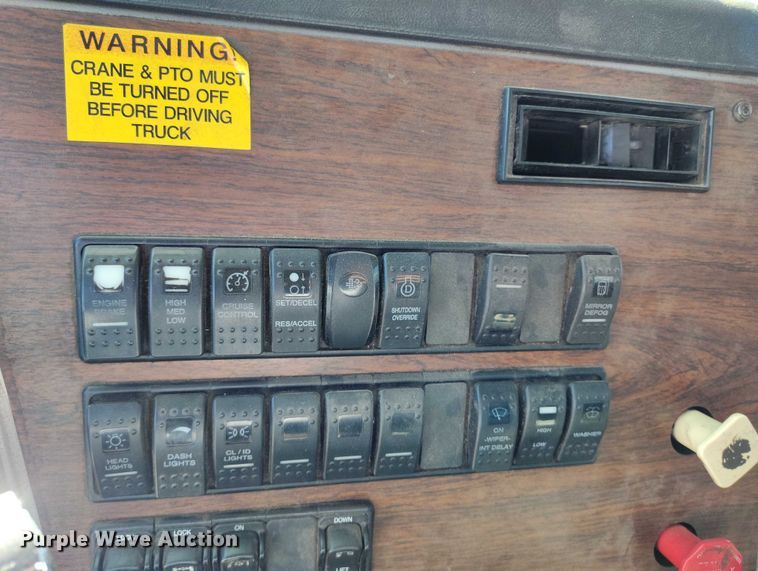 WARNING!
CRANE & PTO MUST
BE TURNED OFF
BEFORE DRIVING
TRUCK
ENGINE
BRAKE
HIGH
MED
LOW
CRUISE
CONTROL
SET/DECEL
RES/ACCEL
D
SHUTDOWN
OVERRIDE
MIRROR
DEFOG
HEAD
LIGHTS
DASH
LIGHTS
CL / ID
LIGHTS
ON
-WIPER-
INT DELAY
HIGH
LOW
WASHER
LOCK
ON
DOWN
LIFT
Purple Wave Auction